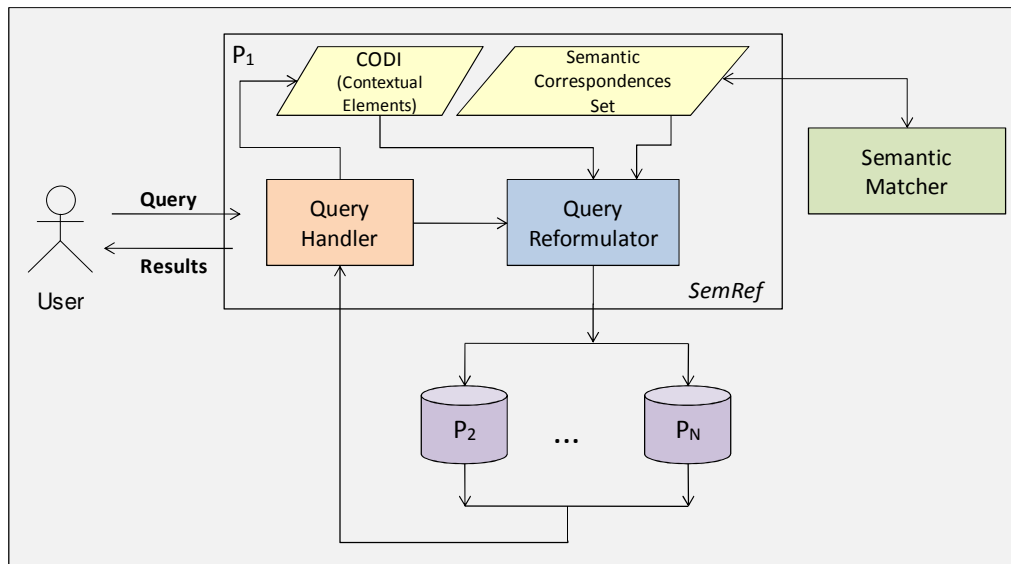 P1
CODI
(Contextual
Elements)
Semantic
Correspondences
Set
Semantic
Matcher
Query
Results
User
Query
Handler
Query
Reformulator
SemRef
P2
...
PN